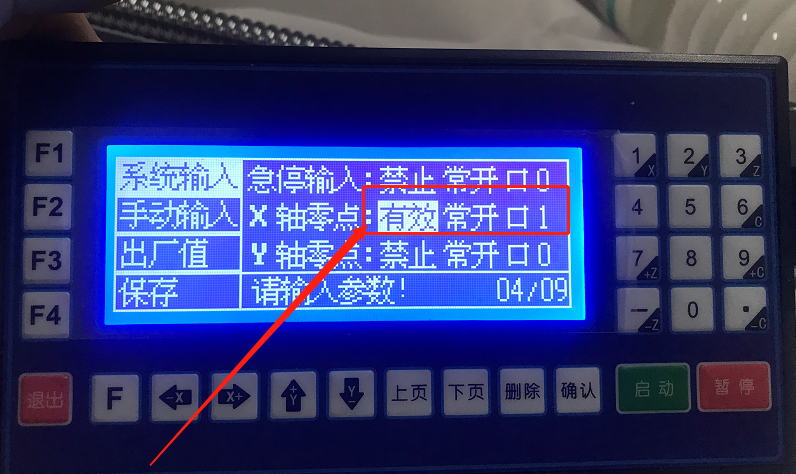 F1
系统输入 急停输入:禁止 常开 口 0
1 X 2 Y 3 Z
F2
手动输入 X 轴零点:有效 常开 口 1
4 5 6 C
F3
出厂值 Y 轴零点:禁止 常开 口 0
7 +Z 8 9 +C
F4
保存 请输入参数! 04/09
— -Z 0 . -C
退出 F -X X+ +Y Y- 上页 下页 删除 确认 启动 暂停